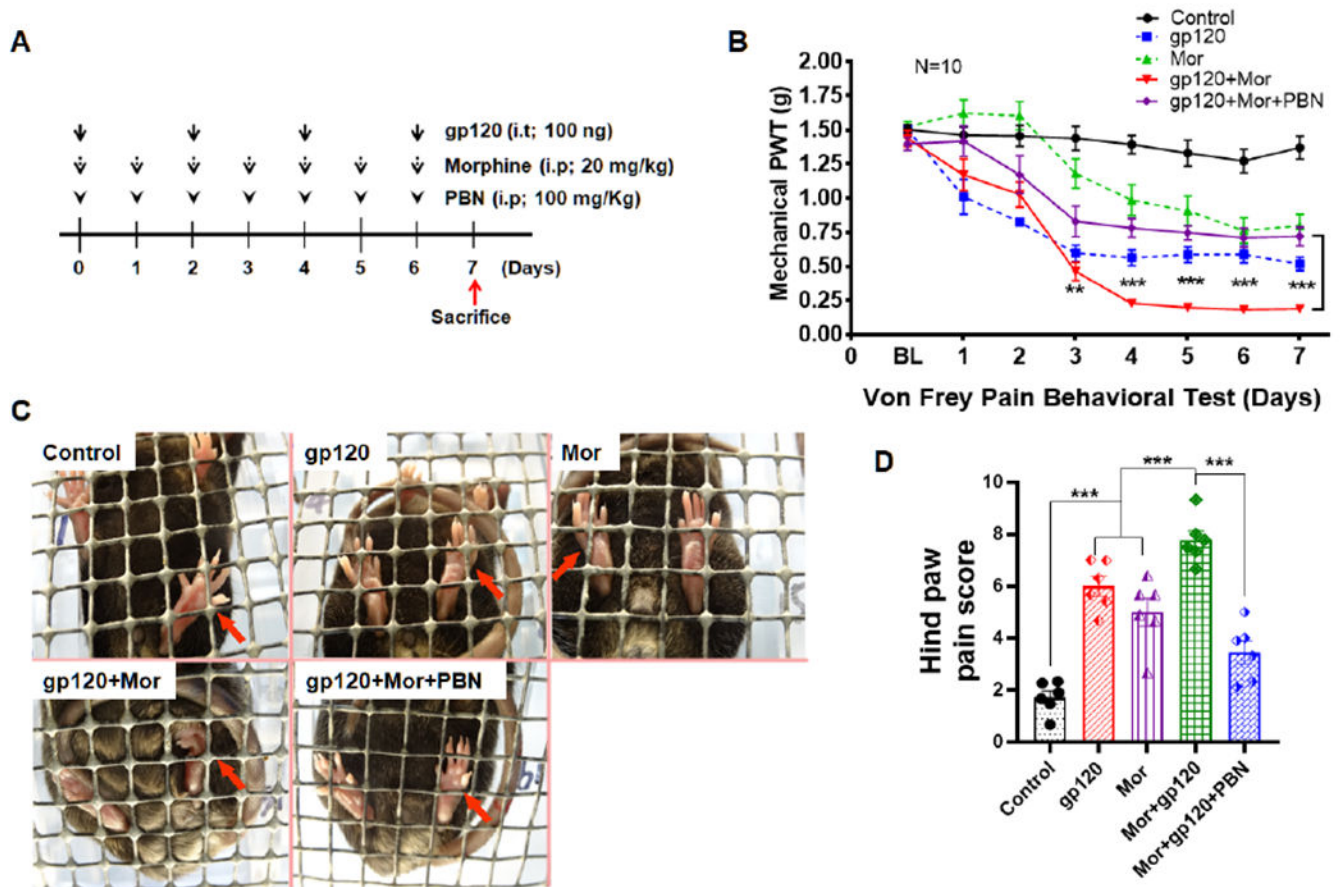 A
gp120 (i.t; 100 ng)
Morphine (i.p; 20 mg/kg)
PBN (i.p; 100 mg/Kg)
0 1 2 3 4 5 6 7 (Days)
Sacrifice
B
Control
gp120
Mor
gp120+Mor
gp120+Mor+PBN
N=10
Mechanical PWT (g)
2.00
1.75
1.50
1.25
1.00
0.75
0.50
0.25
0.00
** *** *** *** ***
0 BL 1 2 3 4 5 6 7
Von Frey Pain Behavioral Test (Days)
C
Control
gp120
Mor
gp120+Mor
gp120+Mor+PBN
D
Hind paw
pain score
10
8
6
4
2
0
***
***
***
Control
gp120
Mor
Mor+gp120
Mor+gp120+PBN